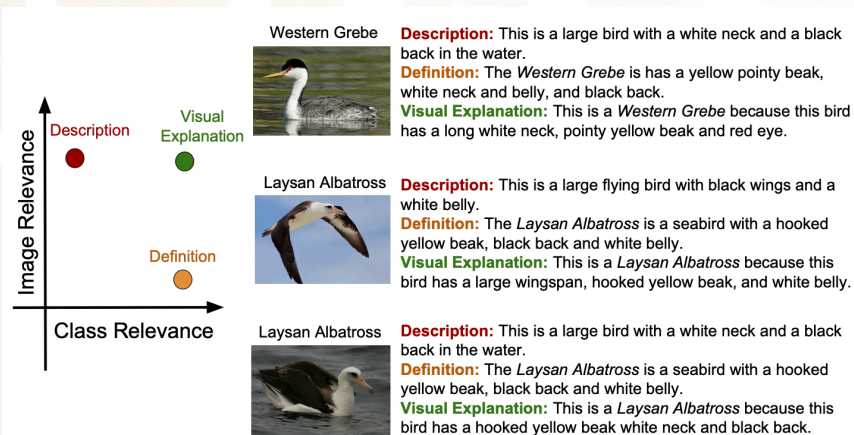 Image Relevance
Description
Visual
Explanation
Definition
Class Relevance
Western Grebe
Description: This is a large bird with a white neck and a black
back in the water.
Definition: The Western Grebe is has a yellow pointy beak,
white neck and belly, and black back.
Visual Explanation: This is a Western Grebe because this bird
has a long white neck, pointy yellow beak and red eye.
Laysan Albatross
Description: This is a large flying bird with black wings and a
white belly.
Definition: The Laysan Albatross is a seabird with a hooked
yellow beak, black back and white belly.
Visual Explanation: This is a Laysan Albatross because this
bird has a large wingspan, hooked yellow beak, and white belly.
Laysan Albatross
Description: This is a large bird with a white neck and a black
back in the water.
Definition: The Laysan Albatross is a seabird with a hooked
yellow beak, black back and white belly.
Visual Explanation: This is a Laysan Albatross because this
bird has a hooked yellow beak white neck and black back.